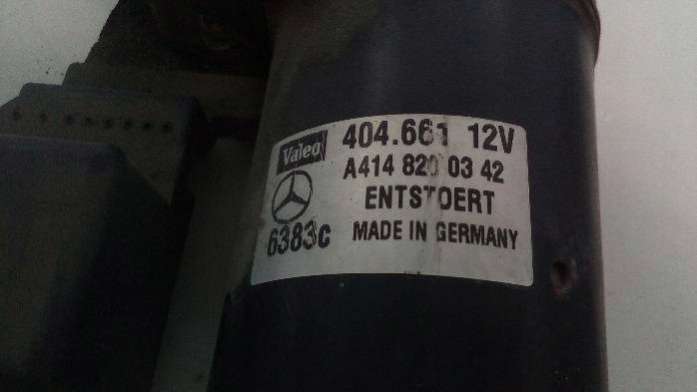 Valeo 404.661 12V
A414 820 03 42
ENTSTOERT
6383c MADE IN GERMANY